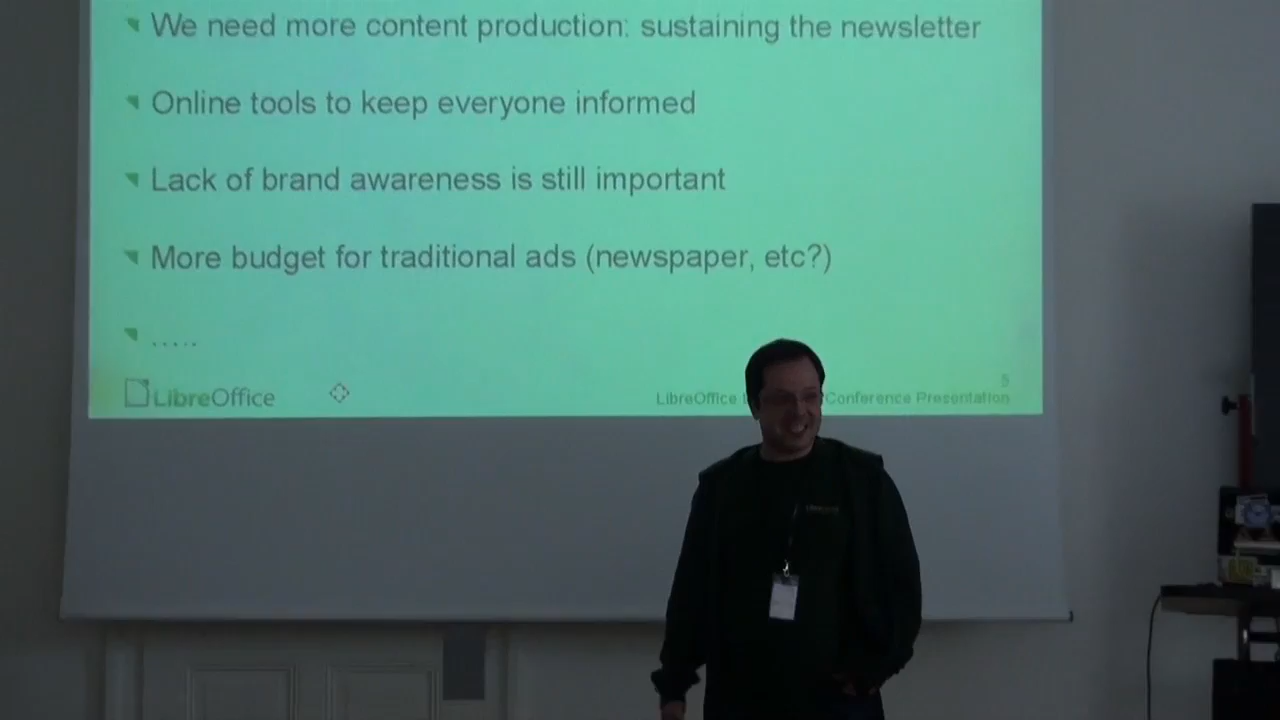 We need more content production: sustaining the newsletter
Online tools to keep everyone informed
Lack of brand awareness is still important
More budget for traditional ads (newspaper, etc?)
.....
5
LibreOffice
LibreOffice Conference Presentation